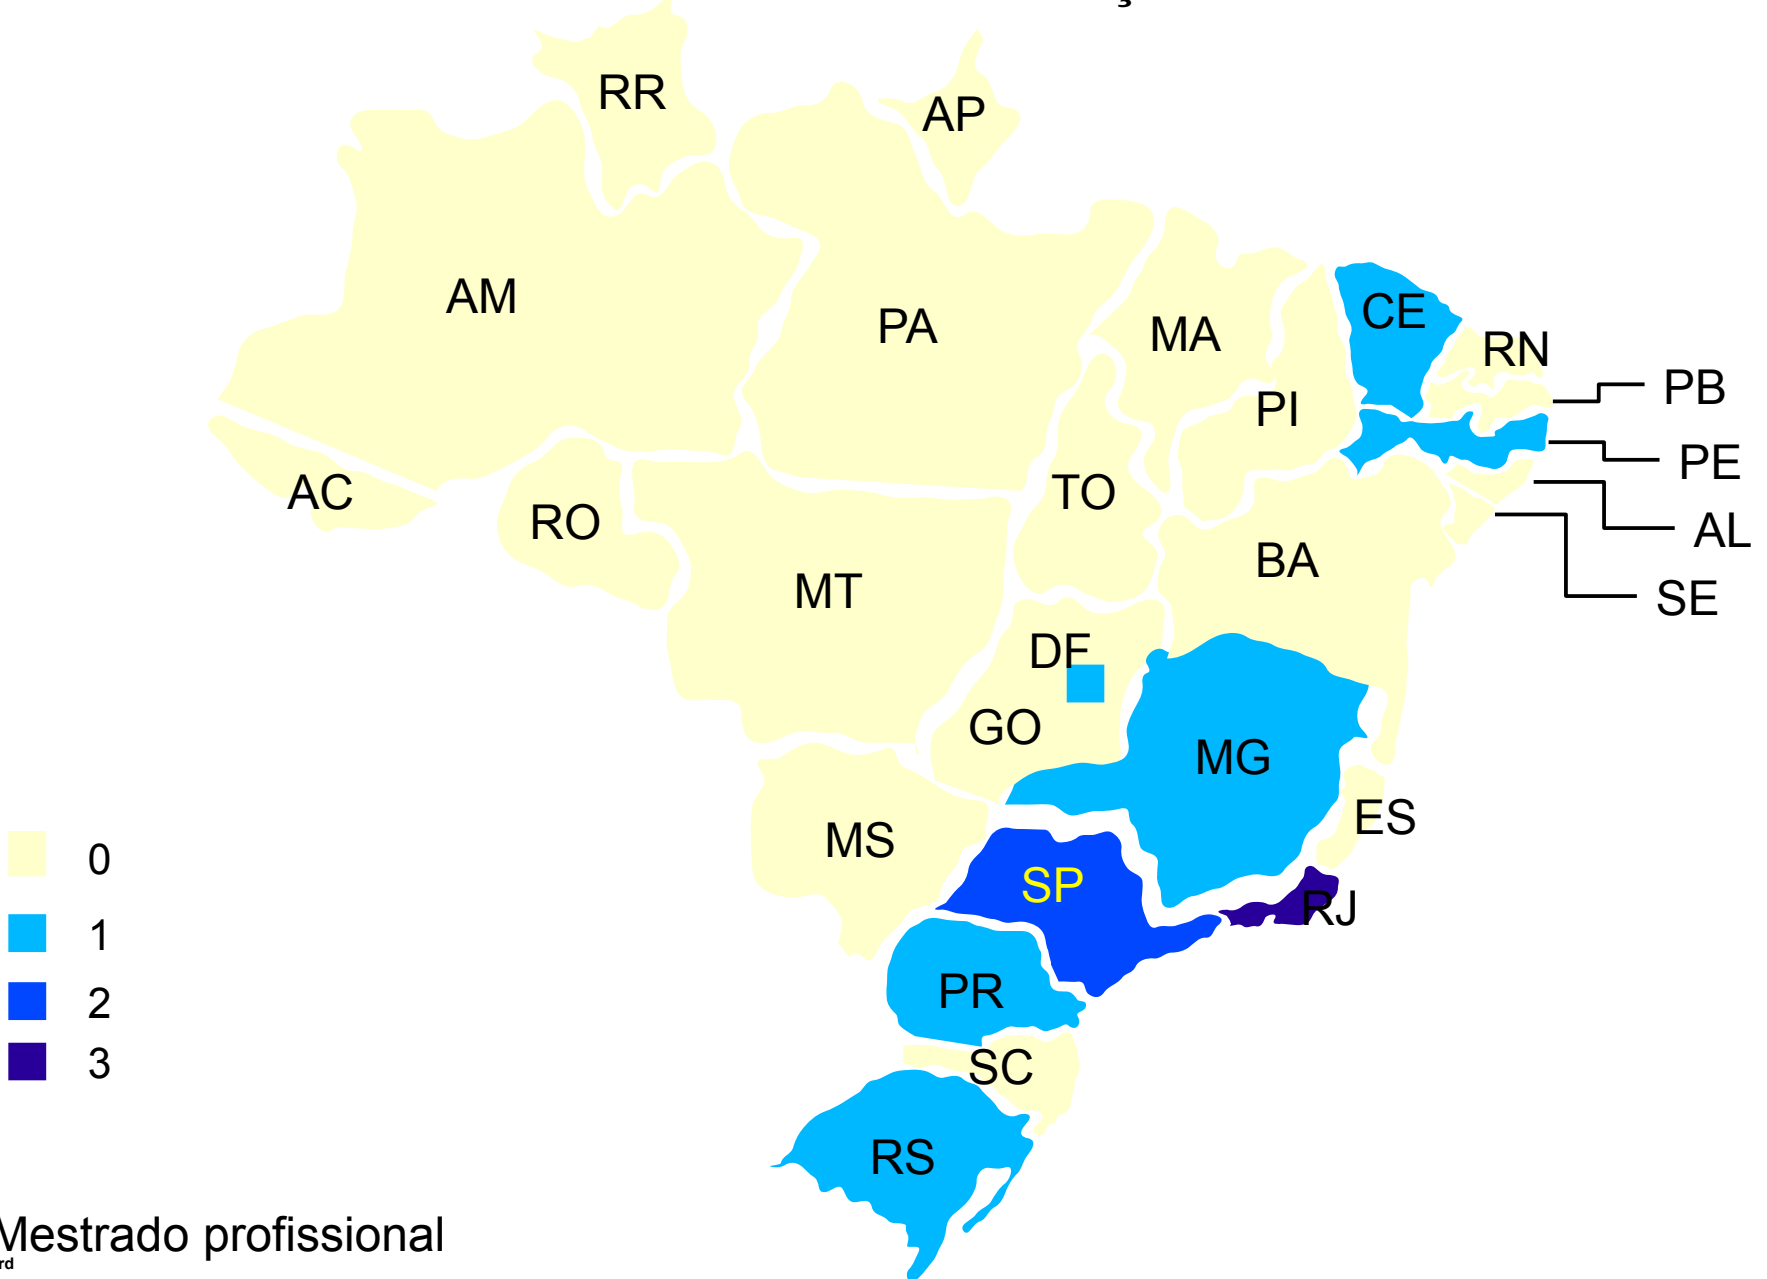 RR
AP
AM
PA
MA
CE
RN
PB
PI
PE
AC
RO
TO
AL
BA
MT
SE
DF
GO
MG
ES
MS
0
SP
RJ
1
PR
2
3
SC
RS
Mestrado profissional
rd